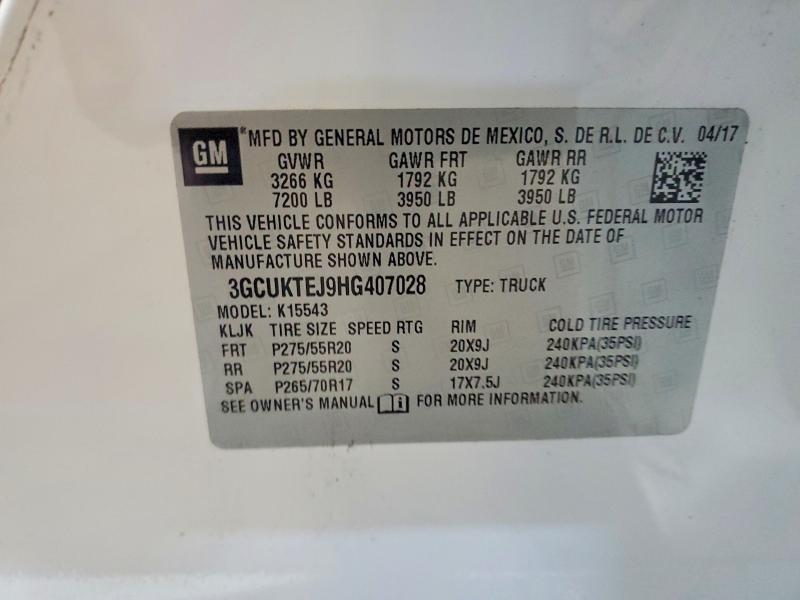 GM
*MFD BY GENERAL MOTORS DE MEXICO, S. DE R.L. DE C.V. 04/17
GVWR GAWR FRT GAWR RR
3266 KG 1792 KG 1792 KG
7200 LB 3950 LB 3950 LB
THIS VEHICLE CONFORMS TO ALL APPLICABLE U.S. FEDERAL MOTOR
VEHICLE SAFETY STANDARDS IN EFFECT ON THE DATE OF
MANUFACTURE SHOWN ABOVE.
3GCUKTEJ9HG407028 TYPE: TRUCK
MODEL: K15543
KLJK TIRE SIZE SPEED RTG RIM COLD TIRE PRESSURE
FRT P275/55R20 S 20X9J 240KPA(35PSI)
RR P275/55R20 S 20X9J 240KPA(35PSI)
SPA P265/70R17 S 17X7.5J 240KPA(35PSI)
SEE OWNER'S MANUAL i FOR MORE INFORMATION.